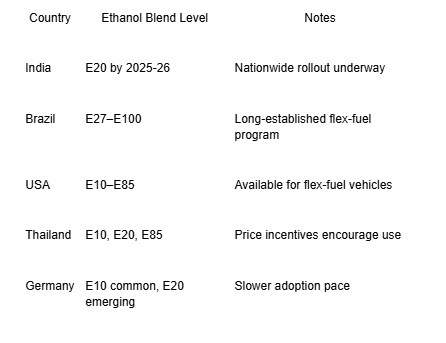 Country Ethanol Blend Level Notes
India E20 by 2025-26 Nationwide rollout underway
Brazil E27–E100 Long-established flex-fuel
program
USA E10–E85 Available for flex-fuel vehicles
Thailand E10, E20, E85 Price incentives encourage use
Germany E10 common, E20 Slower adoption pace
emerging